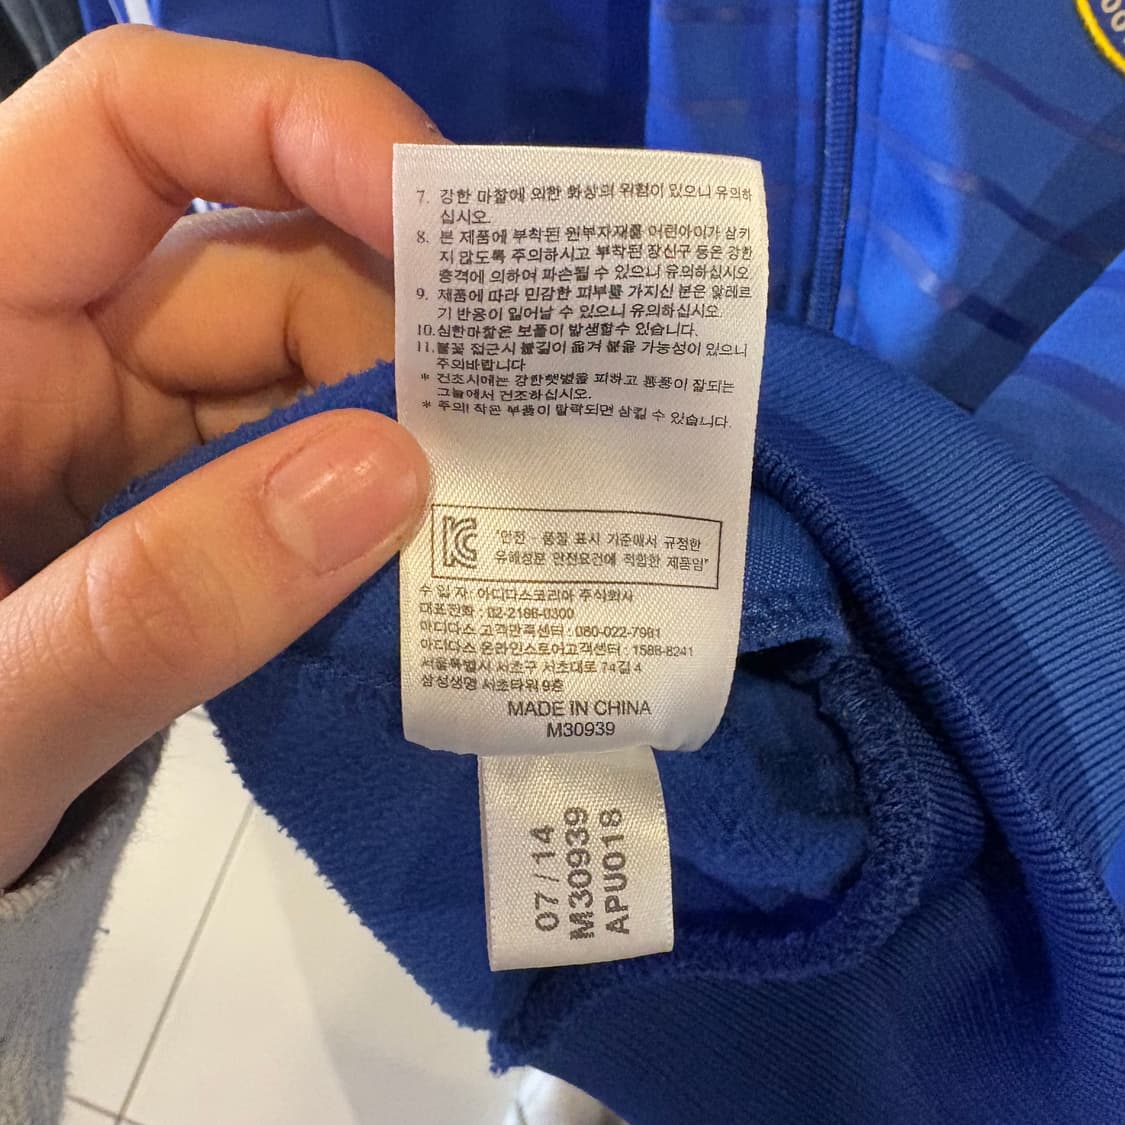 7. 강한 마찰에 의한 화상의 위험이 있으니 유의하
십시오.
8. 본 제품에 부착된 원부자재를 어린아이가 삼키
지 않도록 주의하시고 부착된 장신구 등은 강한
충격에 의하여 파손될 수 있으니 유의하십시오
9. 제품에 따라 민감한 피부를 가지신 분은 알레르
기 반응이 일어날 수 있으니 유의하십시오.
10.심한마찰은 보풀이 발생할수 있습니다.
11.불꽃 접근시 불길이 옮겨 붙을 가능성이 있으니
주의바랍니다
* 건조시에는 강한햇볕을 피하고 통풍이 잘되는
그늘에서 건조하십시오.
* 주의! 작은 부품이 탈락되면 삼킬 수 있습니다.
"안전 · 품질 표시 기준에서 규정한
유해성분 안전요건에 적합한 제품임"
수 입 자: 아디다스코리아 주식회사
대표전화 : 02-2186-0300
아디다스 고객만족센터 : 080-022-7981
아디다스 온라인스토어고객센터 : 1588-8241
서울특별시 서초구 서초대로 74길 4
삼성생명 서초타워 9층
MADE IN CHINA
M30939
07/14
M30939
APU018